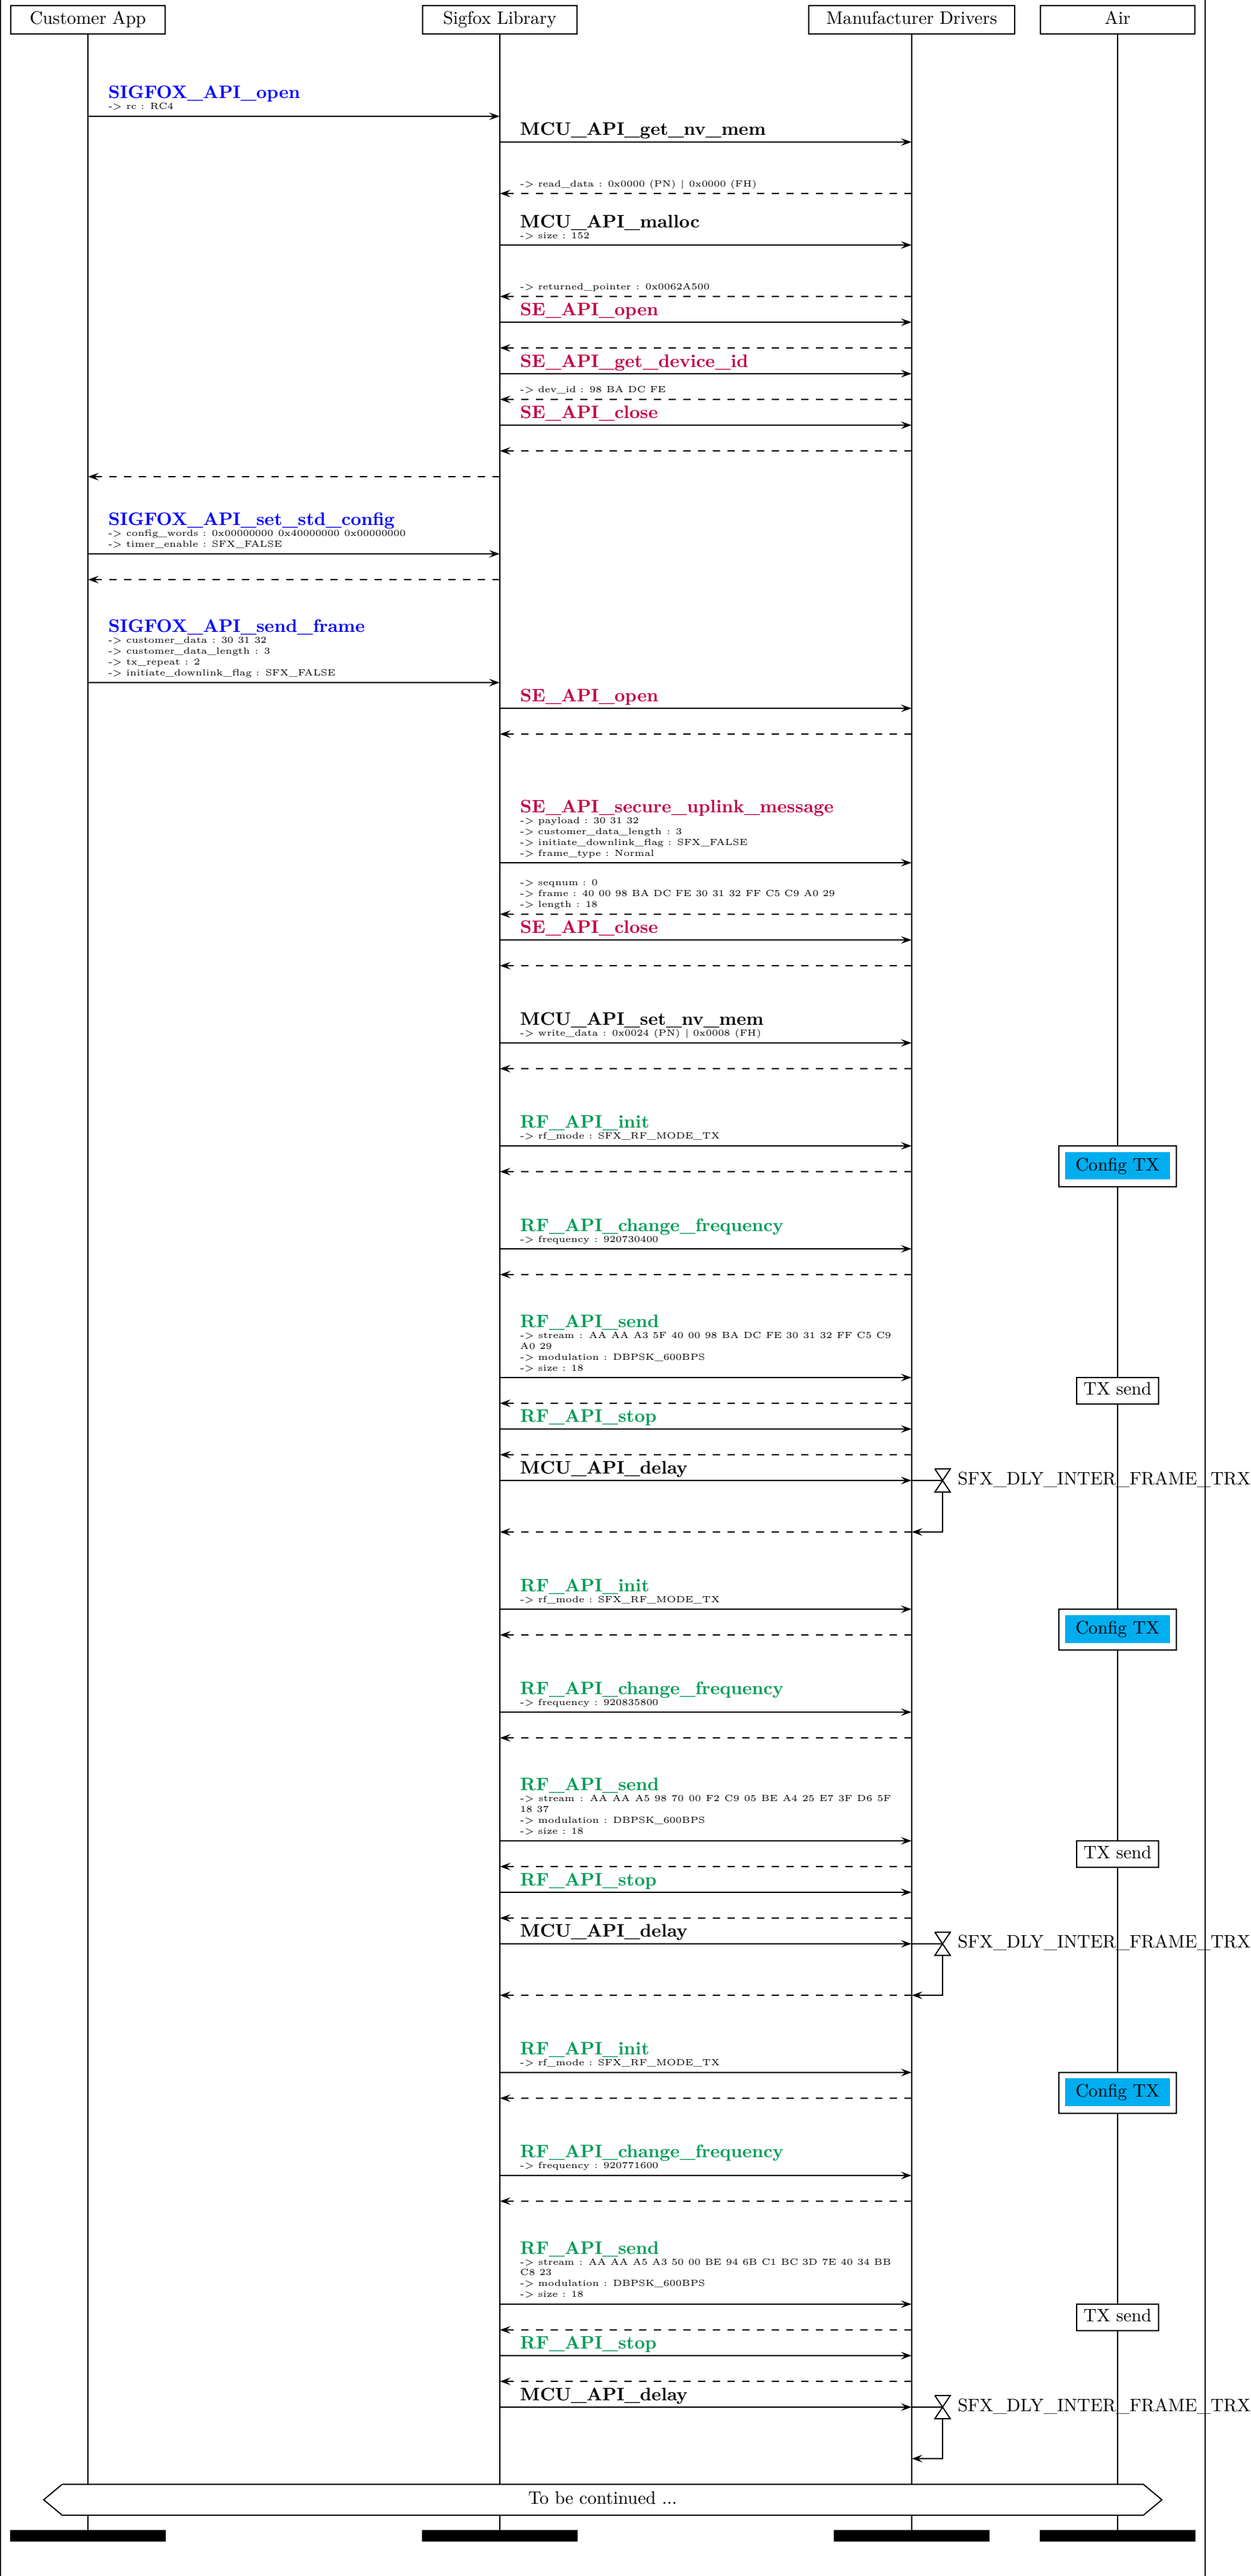 Customer App
Sigfox Library
Manufacturer Drivers
Air
SIGFOX_API_open
-> rc : RC4
MCU_API_get_nv_mem
-> read_data : 0x0000 (PN) | 0x0000 (FH)
MCU_API_malloc
-> size : 152
-> returned_pointer : 0x0062A500
SE_API_open
SE_API_get_device_id
-> dev_id : 98 BA DC FE
SE_API_close
SIGFOX_API_set_std_config
-> config_words : 0x00000000 0x40000000 0x00000000
-> timer_enable : SFX_FALSE
SIGFOX_API_send_frame
-> customer_data : 30 31 32
-> customer_data_length : 3
-> tx_repeat : 2
-> initiate_downlink_flag : SFX_FALSE
SE_API_open
SE_API_secure_uplink_message
-> payload : 30 31 32
-> customer_data_length : 3
-> initiate_downlink_flag : SFX_FALSE
-> frame_type : Normal
-> seqnum : 0
-> frame : 40 00 98 BA DC FE 30 31 32 FF C5 C9 A0 29
-> length : 18
SE_API_close
MCU_API_set_nv_mem
-> write_data : 0x0024 (PN) | 0x0008 (FH)
RF_API_init
-> rf_mode : SFX_RF_MODE_TX
Config TX
RF_API_change_frequency
-> frequency : 920730400
RF_API_send
-> stream : AA AA A3 5F 40 00 98 BA DC FE 30 31 32 FF C5 C9
A0 29
-> modulation : DBPSK_600BPS
-> size : 18
TX send
RF_API_stop
MCU_API_delay
SFX_DLY_INTER_FRAME_TRX
RF_API_init
-> rf_mode : SFX_RF_MODE_TX
Config TX
RF_API_change_frequency
-> frequency : 920835800
RF_API_send
-> stream : AA AA A5 98 70 00 F2 C9 05 BE A4 25 E7 3F D6 5F
18 37
-> modulation : DBPSK_600BPS
-> size : 18
TX send
RF_API_stop
MCU_API_delay
SFX_DLY_INTER_FRAME_TRX
RF_API_init
-> rf_mode : SFX_RF_MODE_TX
Config TX
RF_API_change_frequency
-> frequency : 920771600
RF_API_send
-> stream : AA AA A5 A3 50 00 BE 94 6B C1 BC 3D 7E 40 34 BB
C8 23
-> modulation : DBPSK_600BPS
-> size : 18
TX send
RF_API_stop
MCU_API_delay
SFX_DLY_INTER_FRAME_TRX
To be continued ...